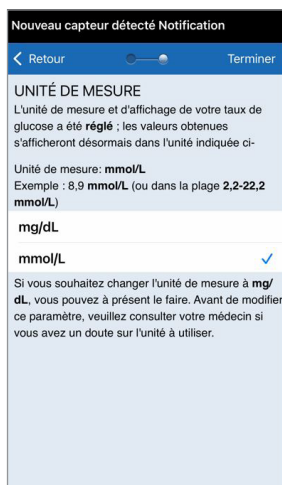 Nouveau capteur détecté Notification
Retour
Terminer
UNITÉ DE MESURE
L'unité de mesure et d'affichage de votre taux de
glucose a été réglé ; les valeurs obtenues
s'afficheront désormais dans l'unité indiquée ci-
Unité de mesure: mmol/L
Exemple : 8,9 mmol/L (ou dans la plage 2,2-22,2
mmol/L)
mg/dL
mmol/L
Si vous souhaitez changer l'unité de mesure à mg/
dL, vous pouvez à présent le faire. Avant de modifier
ce paramètre, veuillez consulter votre médecin si
vous avez un doute sur l'unité à utiliser.